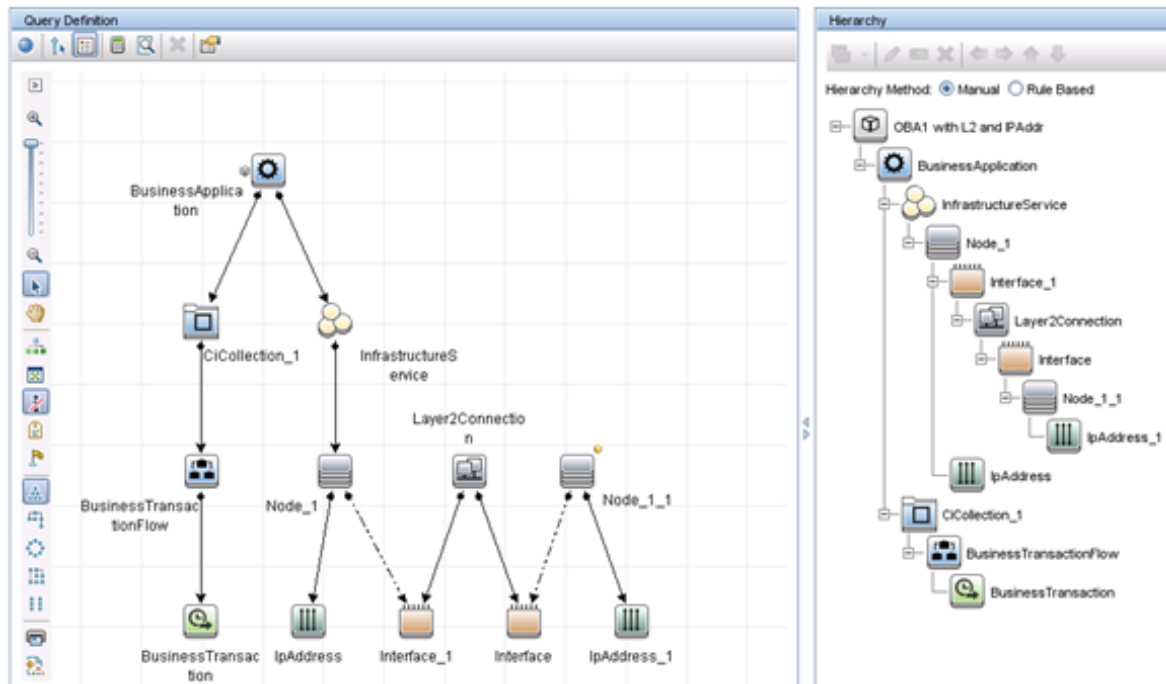 Query Definition
BusinessApplica
tion
CiCollection_1
InfrastructureS
ervice
Layer2Connectio
n
BusinessTransac
tionFlow
Node_1
Node_1_1
BusinessTransac
tion
IpAddress
Interface_1
Interface
IpAddress_1
Hierarchy
Hierarchy Method: Manual Rule Based
OBA1 with L2 and IPAddr
BusinessApplication
InfrastructureService
Node_1
Interface_1
Layer2Connection
Interface
Node_1_1
IpAddress_1
IpAddress
CiCollection_1
BusinessTransactionFlow
BusinessTransaction